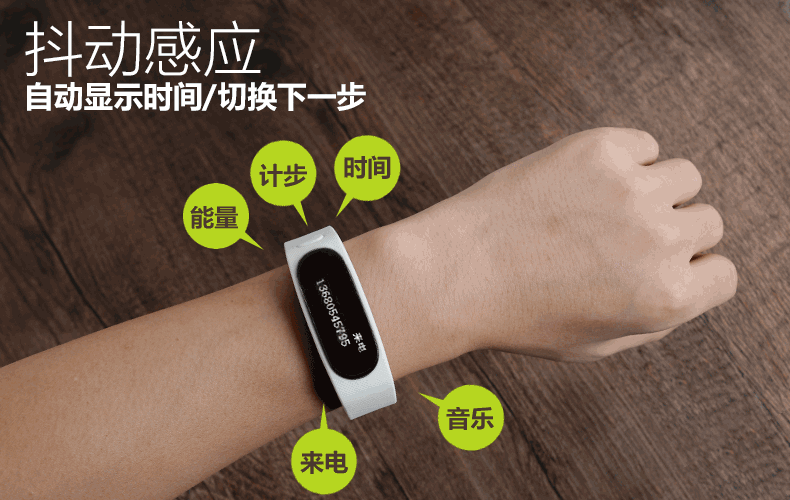 抖动感应
自动显示时间/切换下一步
时间
计步
能量
来电
13680545795
音乐
来电